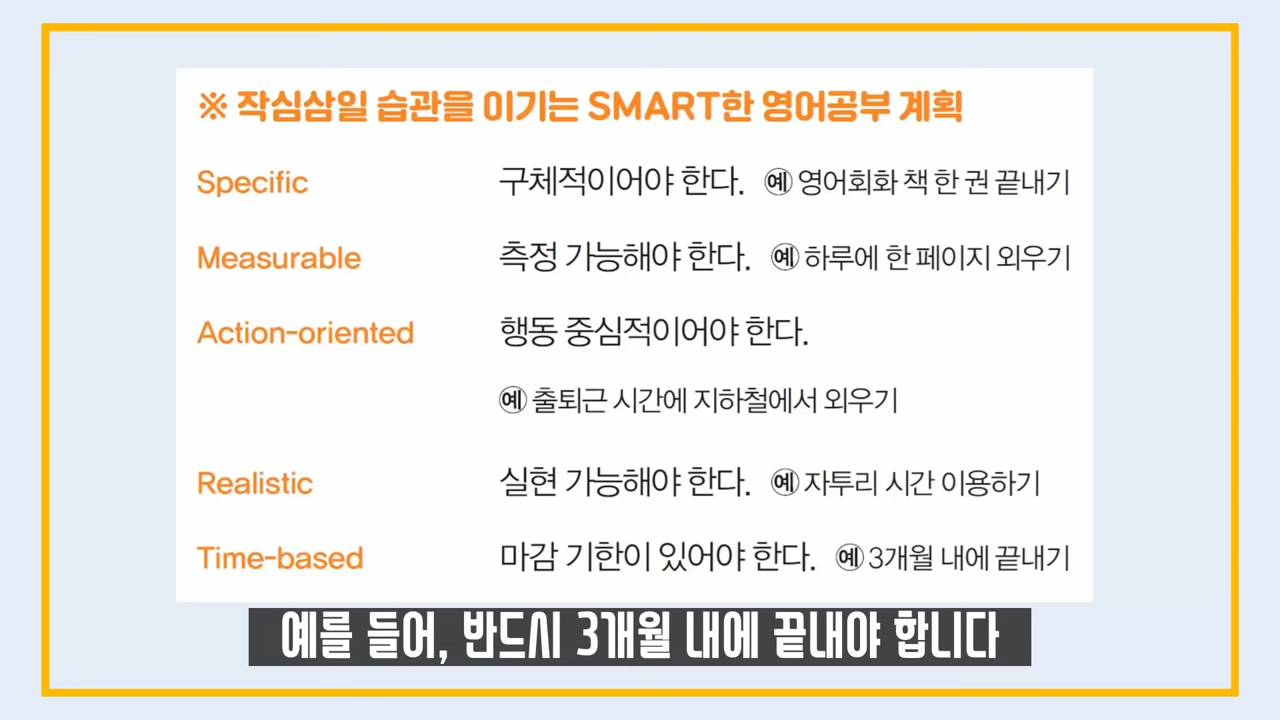 ※ 작심삼일 습관을 이기는 SMART한 영어공부 계획
Specific 구체적이어야 한다. 예 영어회화 책 한 권 끝내기
Measurable 측정 가능해야 한다. 예 하루에 한 페이지 외우기
Action-oriented 행동 중심적이어야 한다.
예 출퇴근 시간에 지하철에서 외우기
Realistic 실현 가능해야 한다. 예 자투리 시간 이용하기
Time-based 마감 기한이 있어야 한다. 예 3개월 내에 끝내기
예를 들어, 반드시 3개월 내에 끝내야 합니다